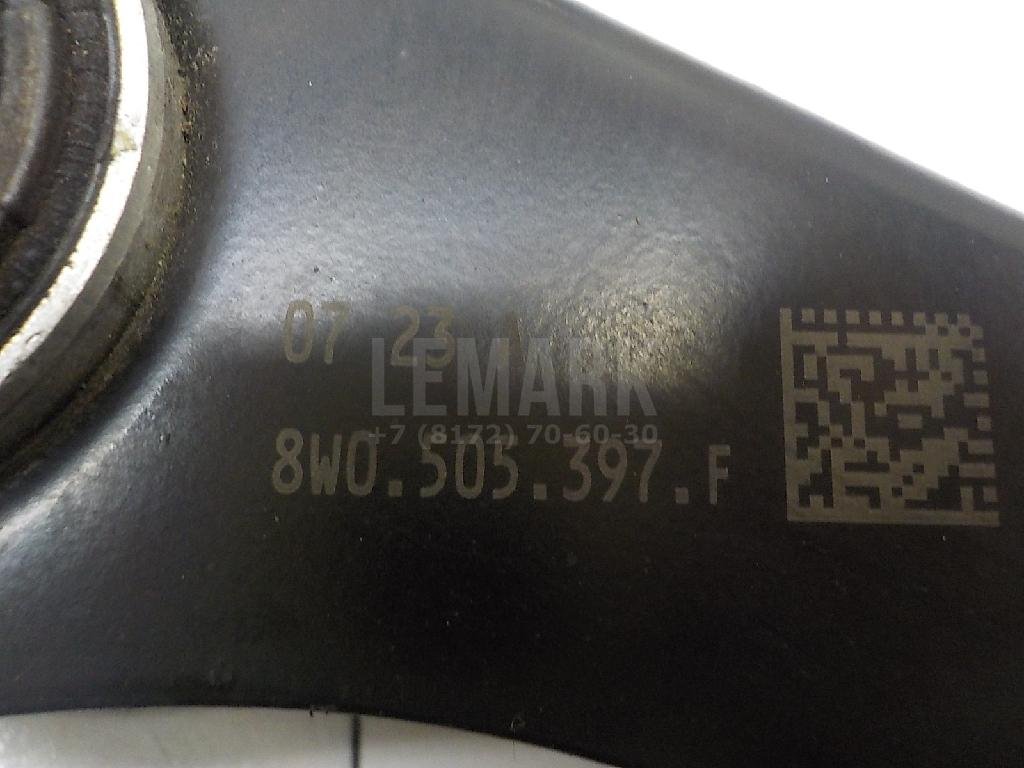 07 23 A
LEMARK
+7 (8172) 70-60-30
8W0.505.397.F